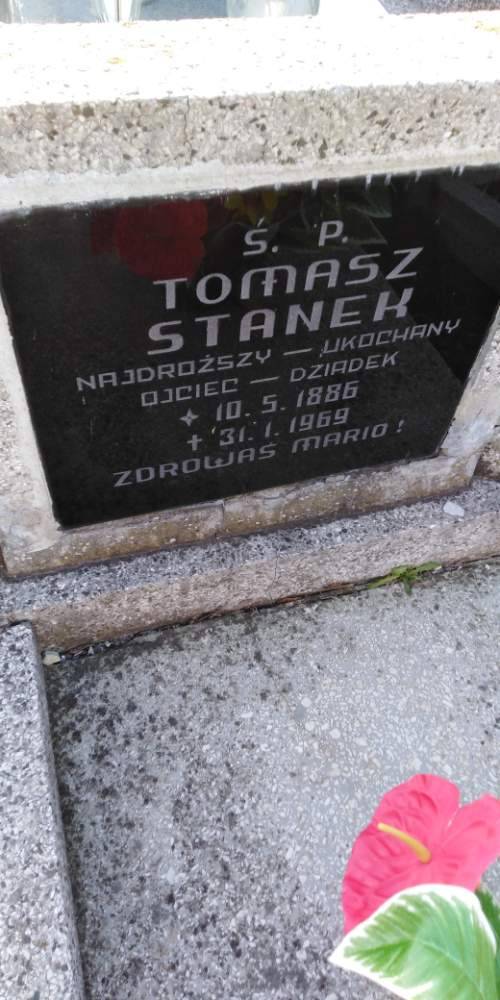 Ś. P.
TOMASZ
STANEK
NAJDROŻSZY — UKOCHANY
OJCIEC — DZIADEK
✦ 10. 5. 1886
✝ 31. 1. 1969
ZDROWAŚ MARIO!